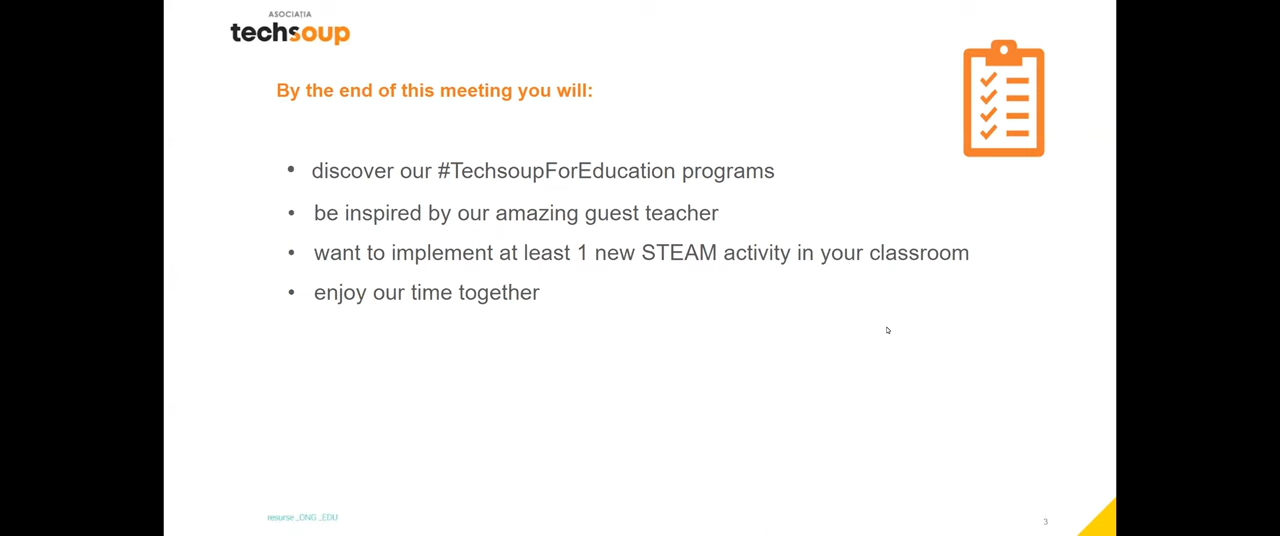 ASOCIAȚIA
techsoup
By the end of this meeting you will:
• discover our #TechsoupForEducation programs
• be inspired by our amazing guest teacher
• want to implement at least 1 new STEAM activity in your classroom
• enjoy our time together
resurse_ONG_EDU
3